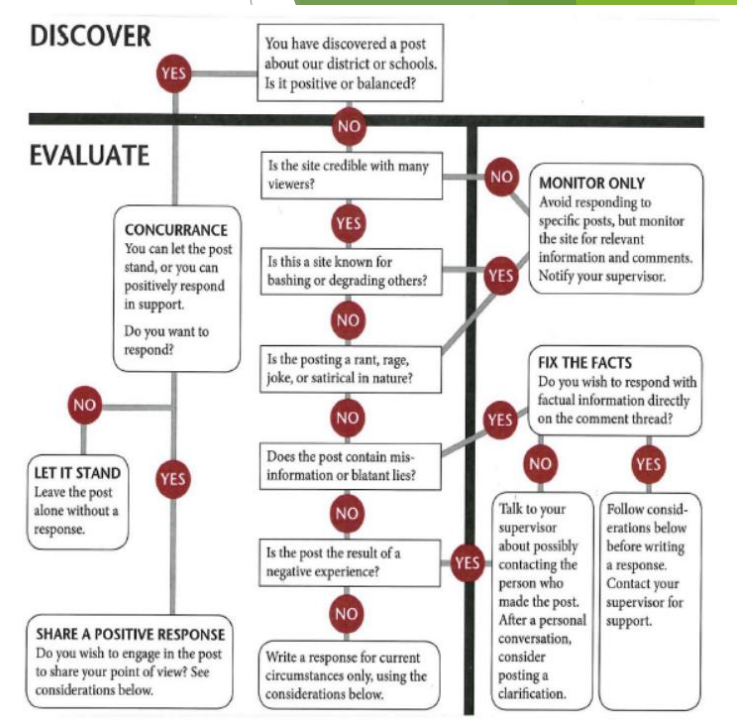 DISCOVER
You have discovered a post
about our district or schools.
Is it positive or balanced?
YES
NO
EVALUATE
Is the site credible with many
viewers?
NO
MONITOR ONLY
Avoid responding to
specific posts, but monitor
the site for relevant
information and comments.
Notify your supervisor.
YES
CONCURRANCE
You can let the post
stand, or you can
positively respond
in support.
Do you want to
respond?
Is this a site known for
bashing or degrading others?
YES
NO
Is the posting a rant, rage,
joke, or satirical in nature?
FIX THE FACTS
Do you wish to respond with
factual information directly
on the comment thread?
NO
NO
YES
Does the post contain mis-
information or blatant lies?
LET IT STAND
Leave the post
alone without a
response.
YES
NO
YES
NO
Talk to your
supervisor
about possibly
contacting the
person who
made the post.
After a personal
conversation,
consider
posting a
clarification.
Follow consid-
erations below
before writing
a response.
Contact your
supervisor for
support.
Is the post the result of a
negative experience?
YES
NO
SHARE A POSITIVE RESPONSE
Do you wish to engage in the post
to share your point of view? See
considerations below.
Write a response for current
circumstances only, using the
considerations below.